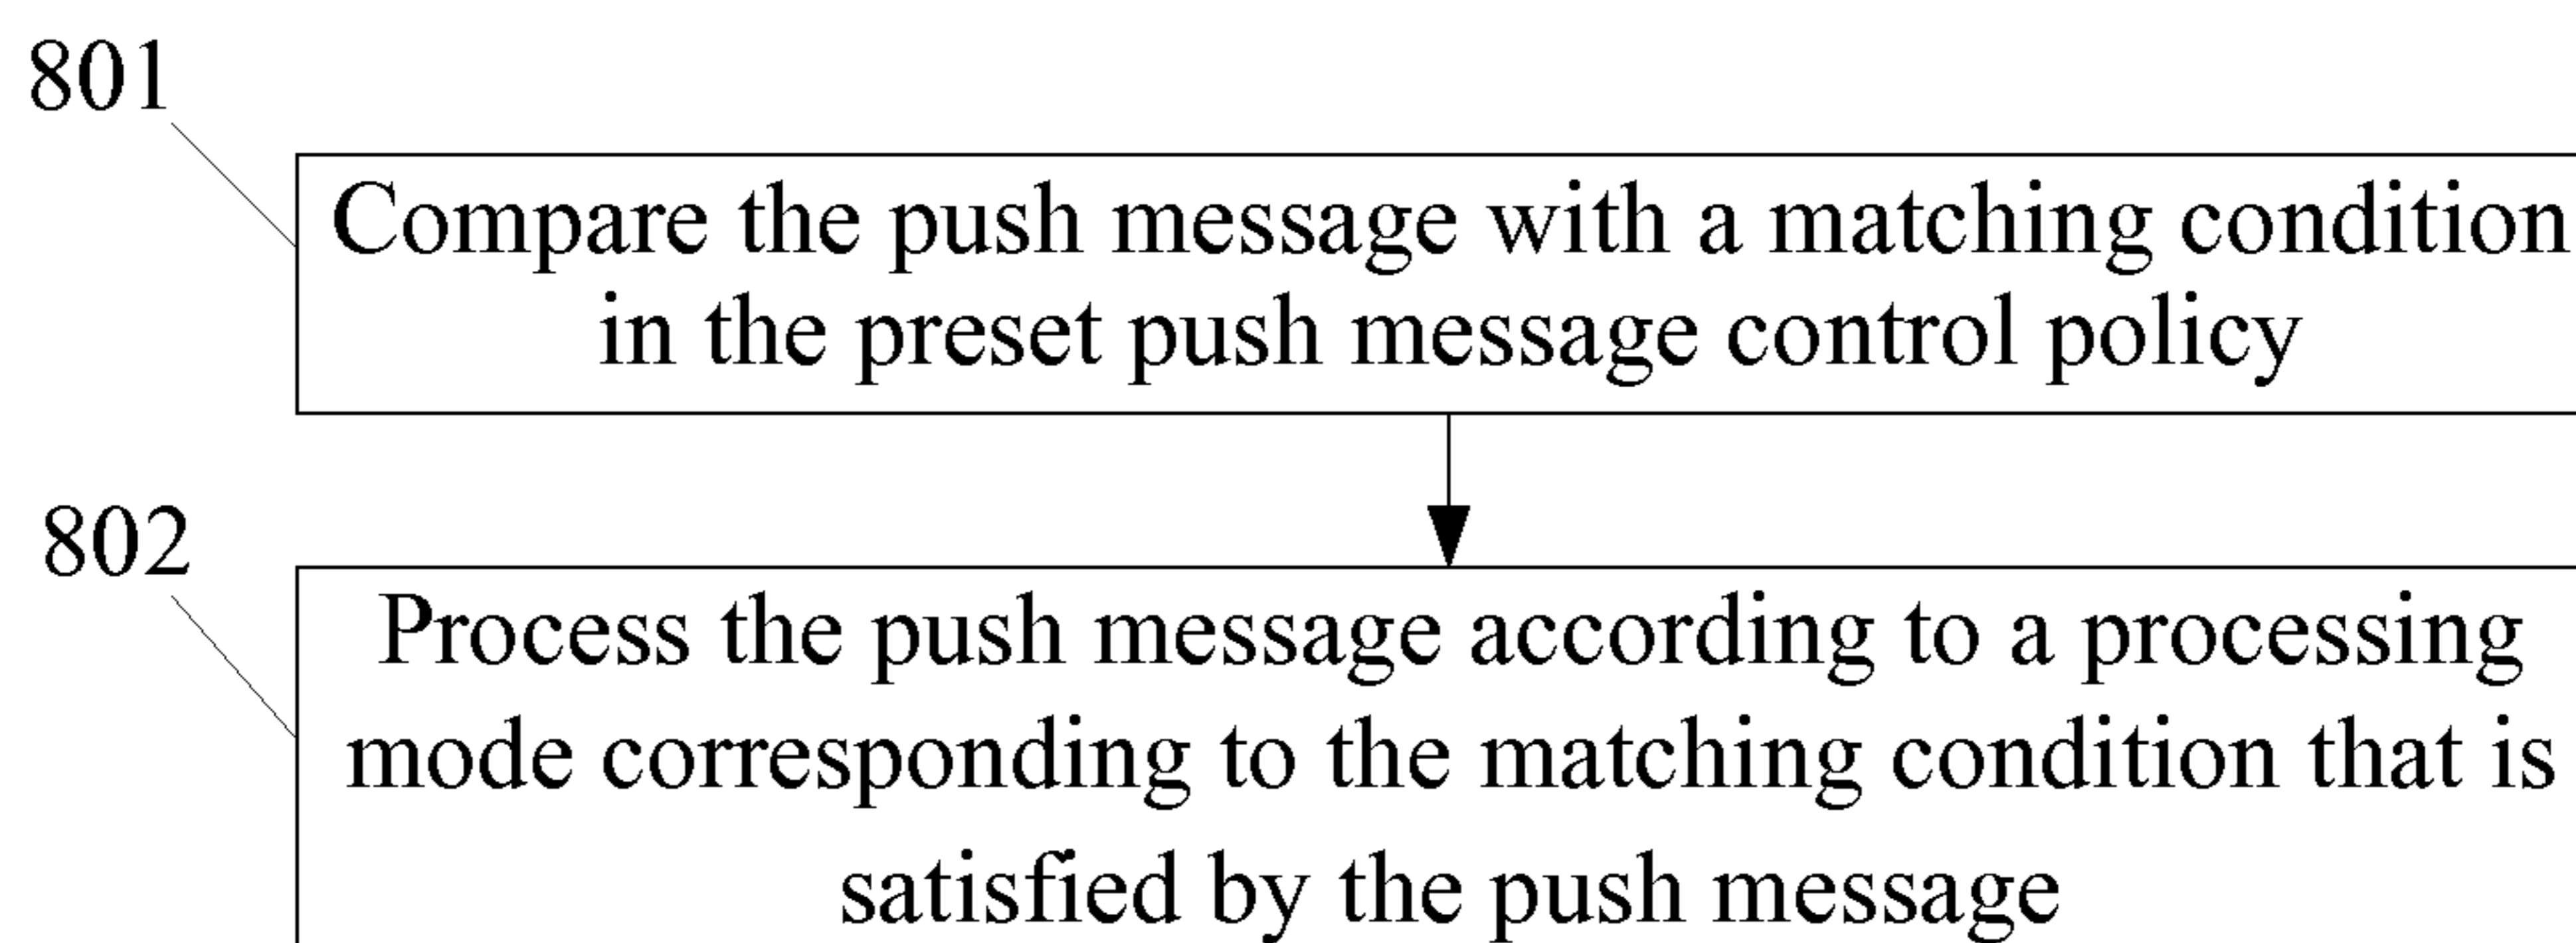 801
Compare the push message with a matching condition
in the preset push message control policy
802
Process the push message according to a processing
mode corresponding to the matching condition that is
satisfied by the push message